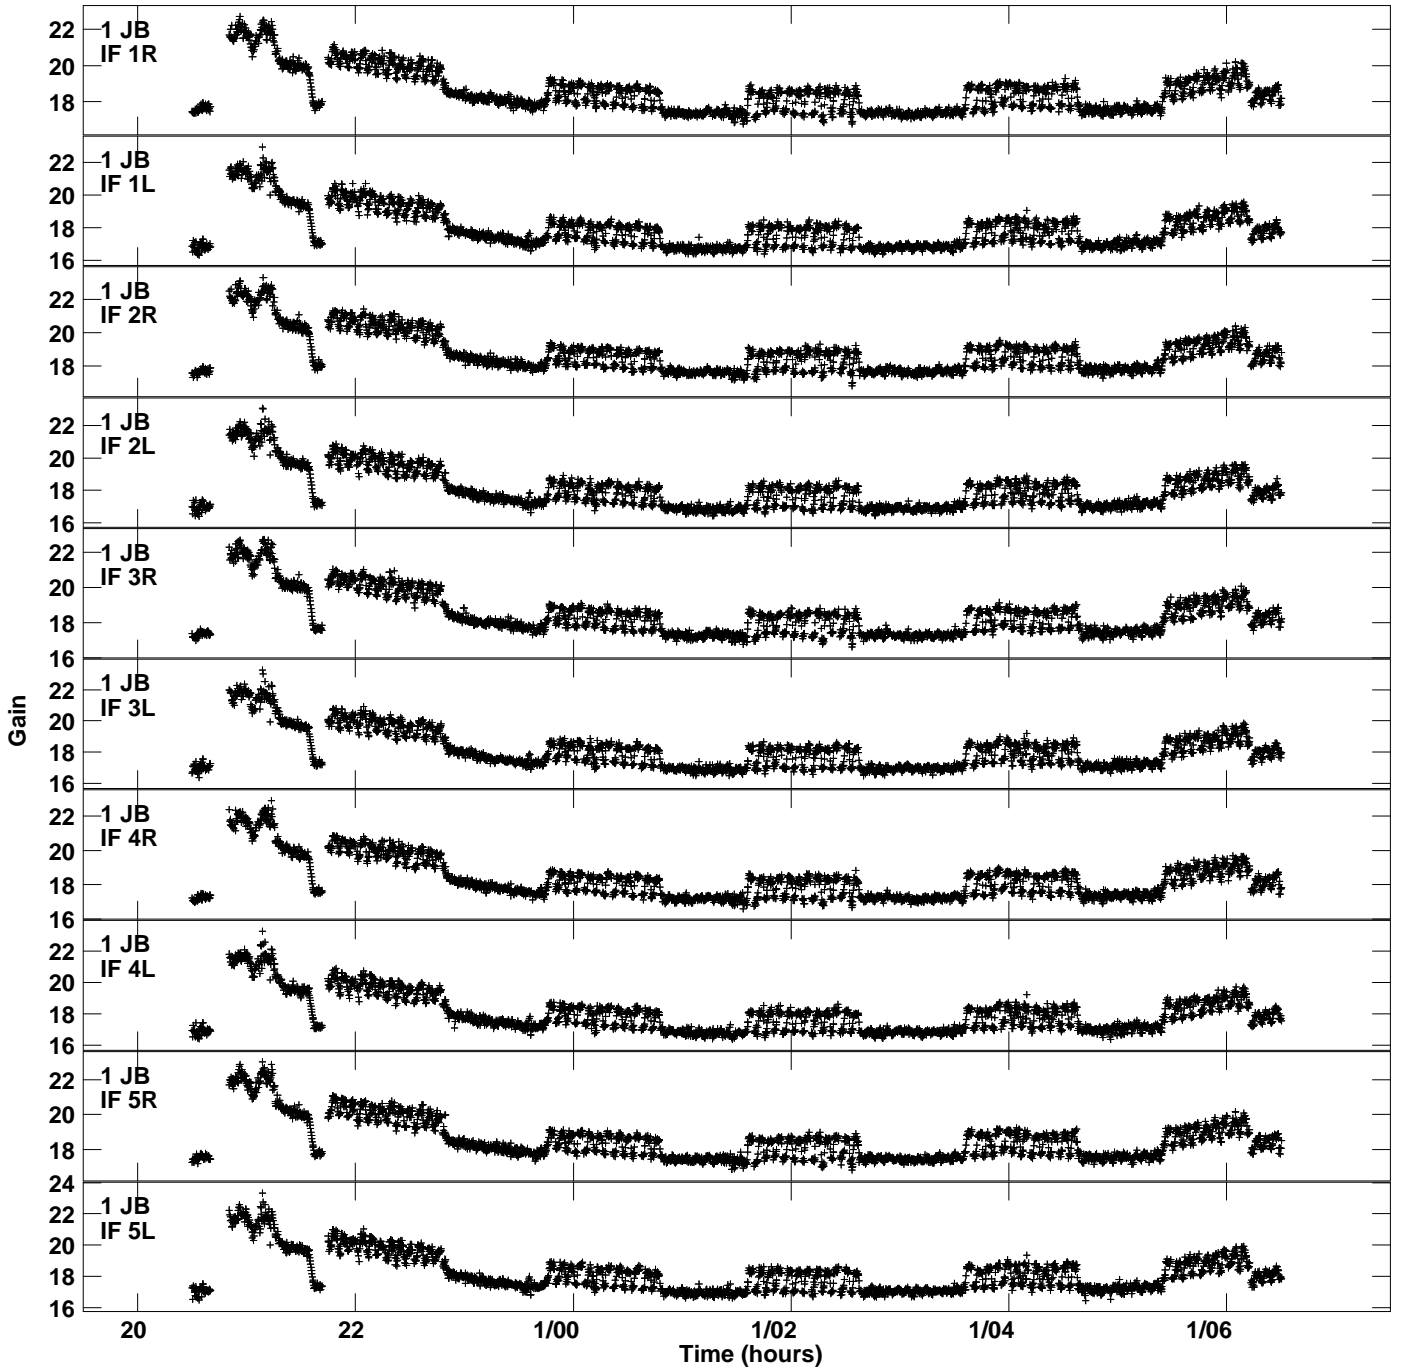 22
20
18
1 JB
IF 1R
22
20
18
16
1 JB
IF 1L
22
20
18
1 JB
IF 2R
22
20
18
16
1 JB
IF 2L
22
20
18
16
1 JB
IF 3R
22
20
18
16
1 JB
IF 3L
22
20
18
16
1 JB
IF 4R
22
20
18
16
1 JB
IF 4L
22
20
18
1 JB
IF 5R
24
22
20
18
16
1 JB
IF 5L
Gain
20
22
1/00
1/02
1/04
1/06
Time (hours)